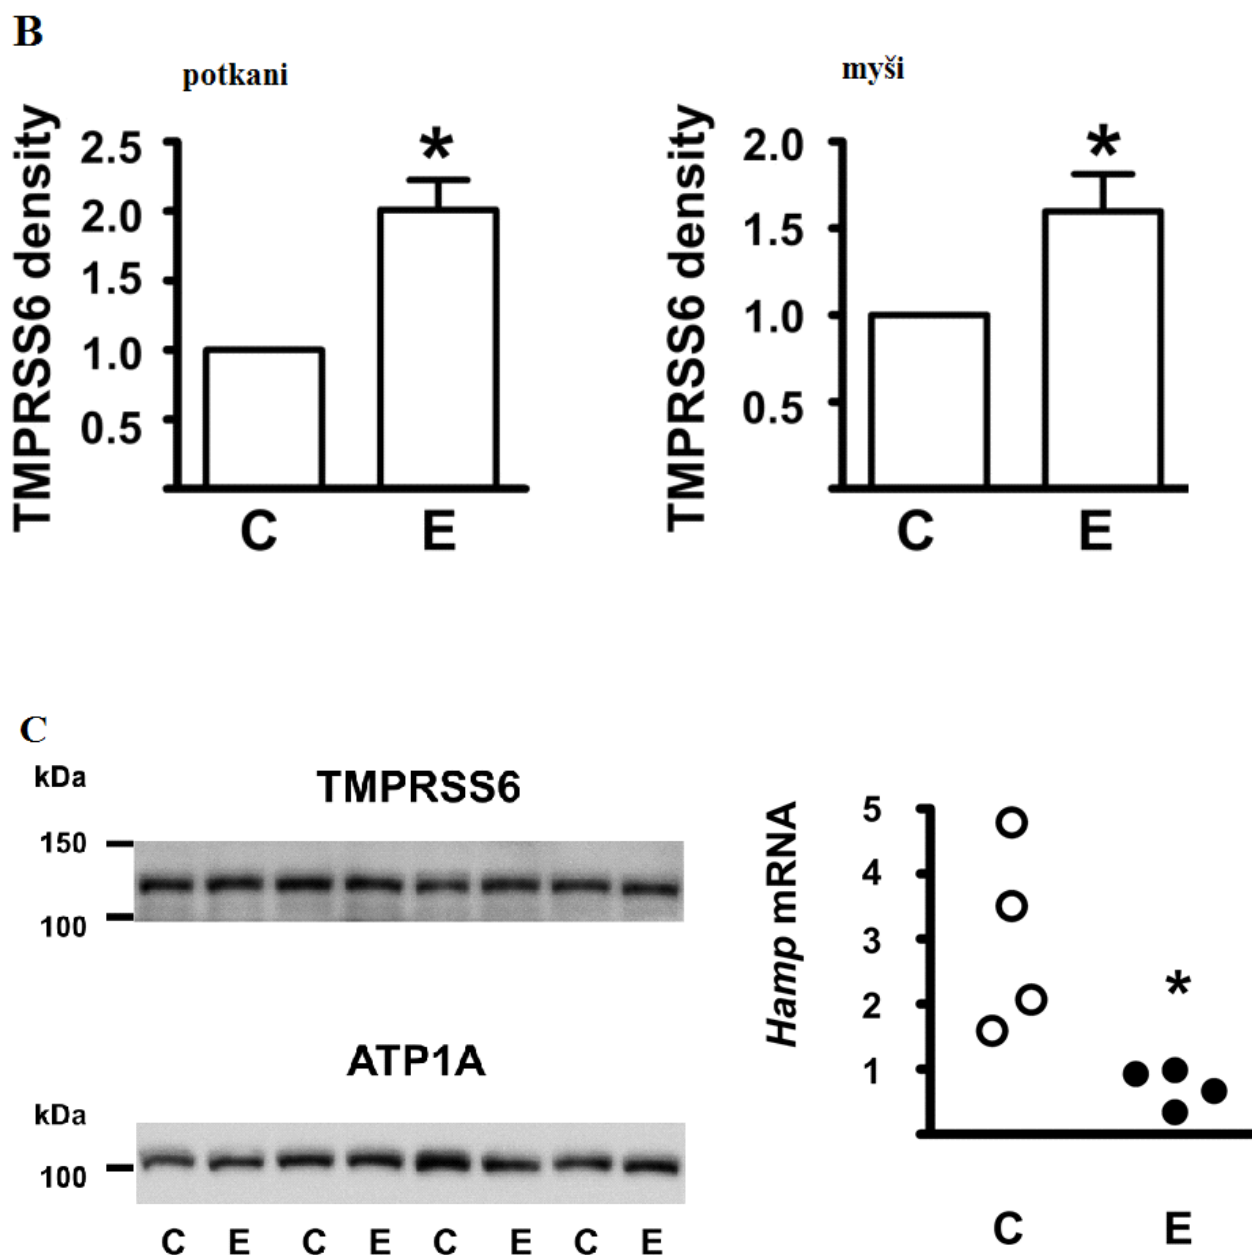 B
potkani
TMPRSS6 density
2.5
2.0
1.5
1.0
0.5
C E
myši
TMPRSS6 density
2.0
1.5
1.0
0.5
C E
C
kDa
TMPRSS6
150
100
ATP1A
kDa
100
C E C E C E C E
Hamp mRNA
5
4
3
2
1
C E